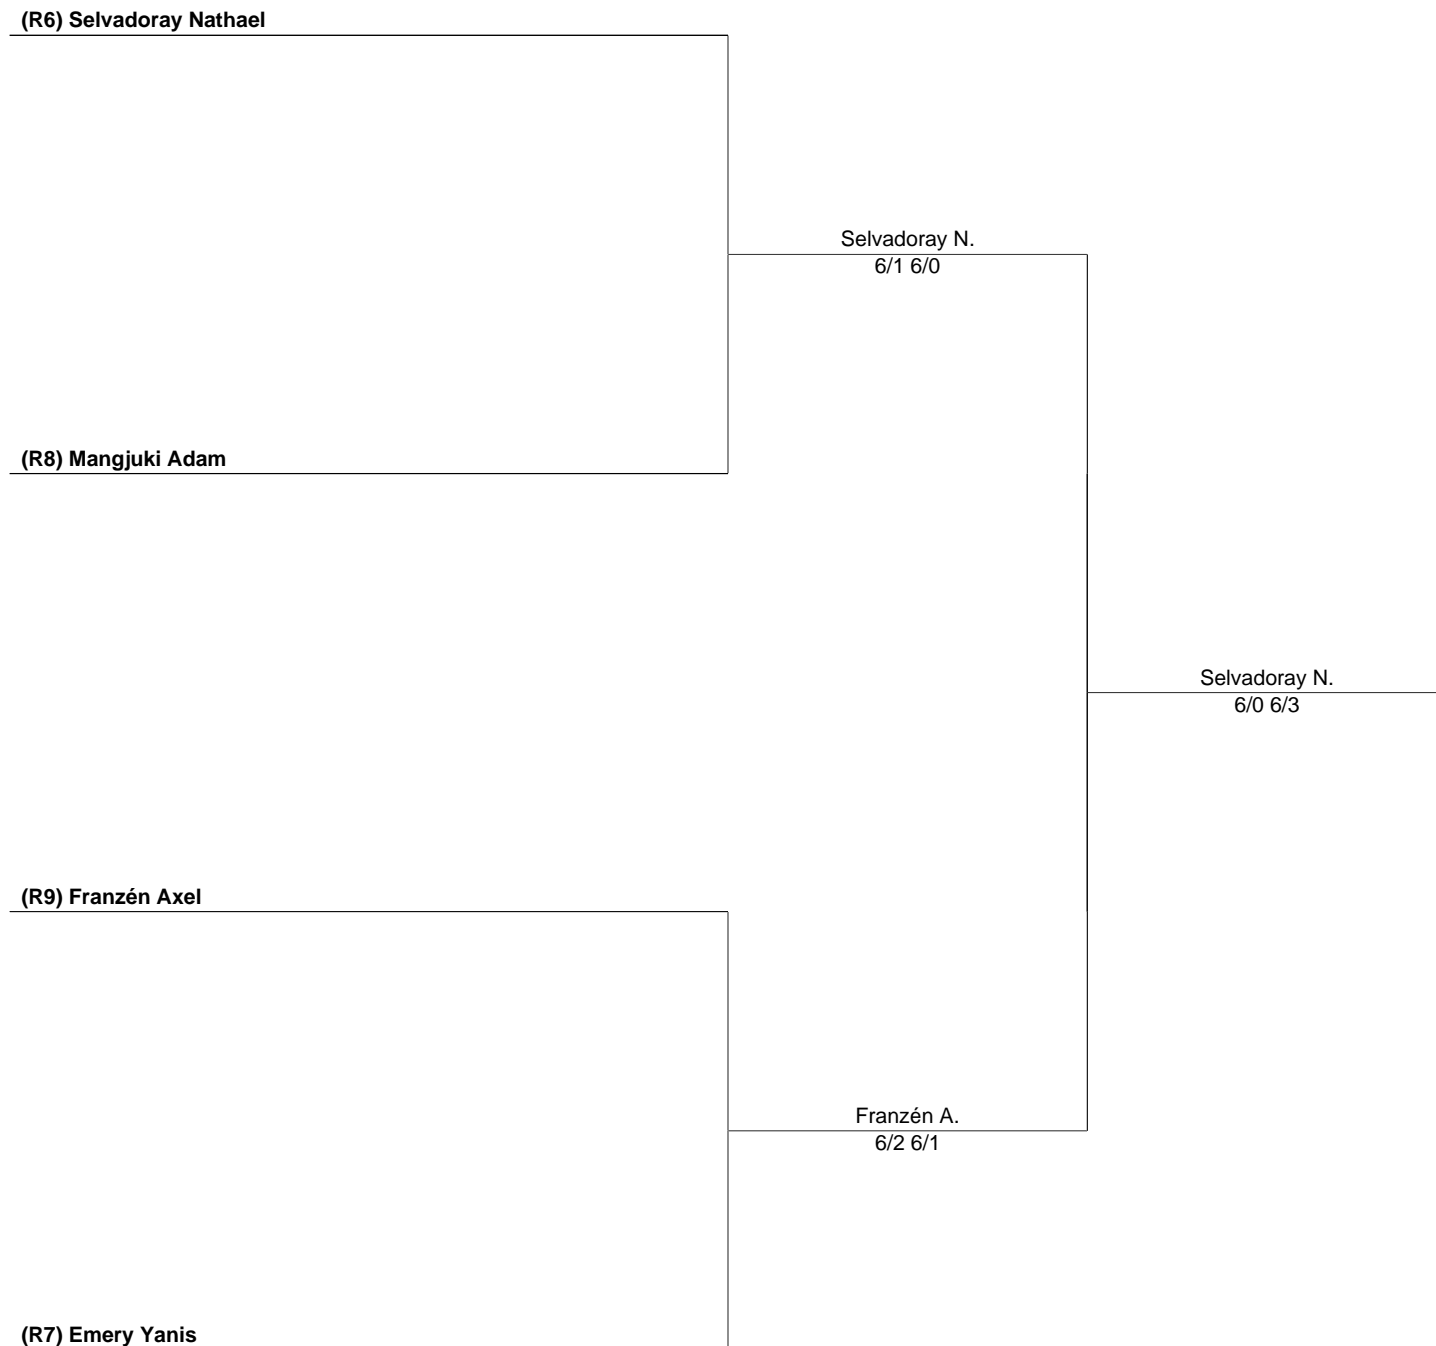 (R6) Selvadoray Nathael
Selvadoray N.
6/1 6/0
(R8) Mangjuki Adam
Selvadoray N.
6/0 6/3
(R9) Franzén Axel
Franzén A.
6/2 6/1
(R7) Emery Yanis